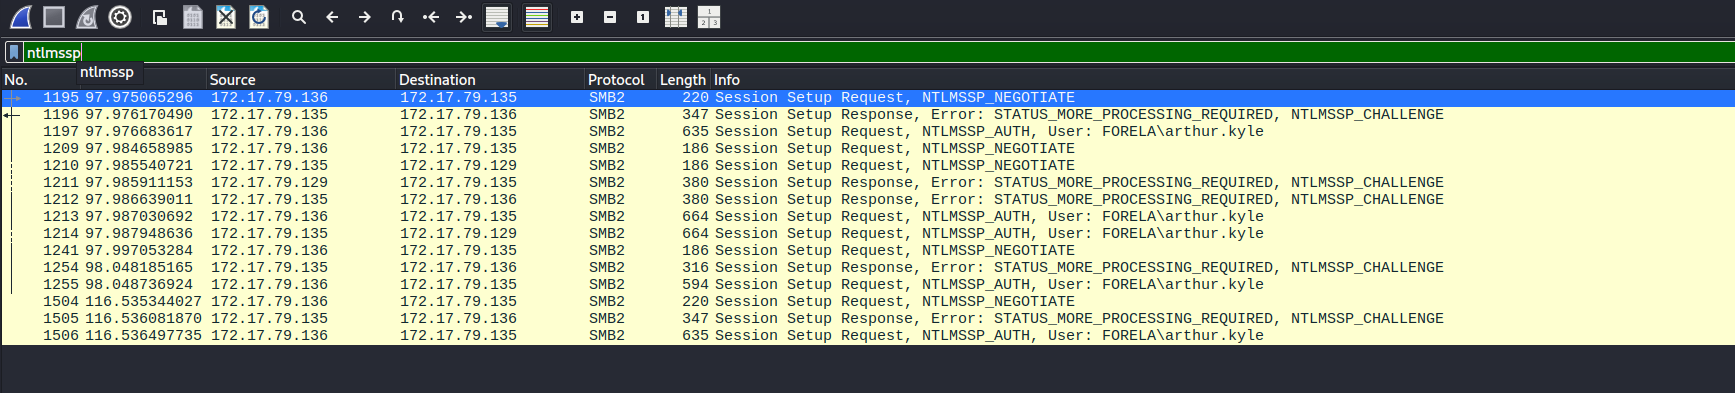 1
2 3
ntlmssp
ntlmssp
No. Source Destination Protocol Length Info
1195 97.975065296 172.17.79.136 172.17.79.135 SMB2 220 Session Setup Request, NTLMSSP_NEGOTIATE
1196 97.976170490 172.17.79.135 172.17.79.136 SMB2 347 Session Setup Response, Error: STATUS_MORE_PROCESSING_REQUIRED, NTLMSSP_CHALLENGE
1197 97.976683617 172.17.79.136 172.17.79.135 SMB2 635 Session Setup Request, NTLMSSP_AUTH, User: FORELA\arthur.kyle
1209 97.984658985 172.17.79.136 172.17.79.135 SMB2 186 Session Setup Request, NTLMSSP_NEGOTIATE
1210 97.985540721 172.17.79.135 172.17.79.129 SMB2 186 Session Setup Request, NTLMSSP_NEGOTIATE
1211 97.985911153 172.17.79.129 172.17.79.135 SMB2 380 Session Setup Response, Error: STATUS_MORE_PROCESSING_REQUIRED, NTLMSSP_CHALLENGE
1212 97.986639011 172.17.79.135 172.17.79.136 SMB2 380 Session Setup Response, Error: STATUS_MORE_PROCESSING_REQUIRED, NTLMSSP_CHALLENGE
1213 97.987030692 172.17.79.136 172.17.79.135 SMB2 664 Session Setup Request, NTLMSSP_AUTH, User: FORELA\arthur.kyle
1214 97.987948636 172.17.79.135 172.17.79.129 SMB2 664 Session Setup Request, NTLMSSP_AUTH, User: FORELA\arthur.kyle
1241 97.997053284 172.17.79.136 172.17.79.135 SMB2 186 Session Setup Request, NTLMSSP_NEGOTIATE
1254 98.048185165 172.17.79.135 172.17.79.136 SMB2 316 Session Setup Response, Error: STATUS_MORE_PROCESSING_REQUIRED, NTLMSSP_CHALLENGE
1255 98.048736924 172.17.79.136 172.17.79.135 SMB2 594 Session Setup Request, NTLMSSP_AUTH, User: FORELA\arthur.kyle
1504 116.535344027 172.17.79.136 172.17.79.135 SMB2 220 Session Setup Request, NTLMSSP_NEGOTIATE
1505 116.536081870 172.17.79.135 172.17.79.136 SMB2 347 Session Setup Response, Error: STATUS_MORE_PROCESSING_REQUIRED, NTLMSSP_CHALLENGE
1506 116.536497735 172.17.79.136 172.17.79.135 SMB2 635 Session Setup Request, NTLMSSP_AUTH, User: FORELA\arthur.kyle